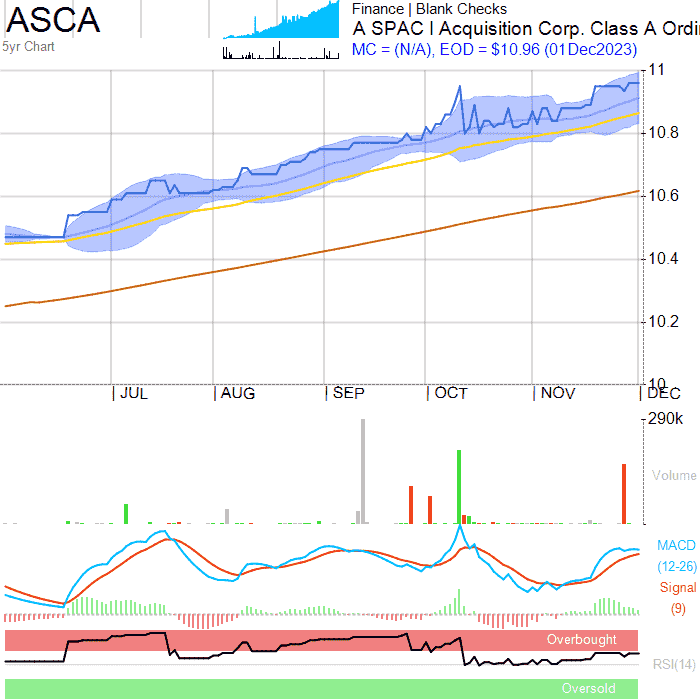 ASCA
5yr Chart
Finance | Blank Checks
A SPAC I Acquisition Corp. Class A Ordi
MC = (N/A), EOD = $10.96 (01Dec2023)
11
10.8
10.6
10.4
10.2
10
JUL AUG SEP OCT NOV DEC
290k
Volume
MACD
(12-26)
Signal
(9)
Overbought
RSI(14)
Oversold